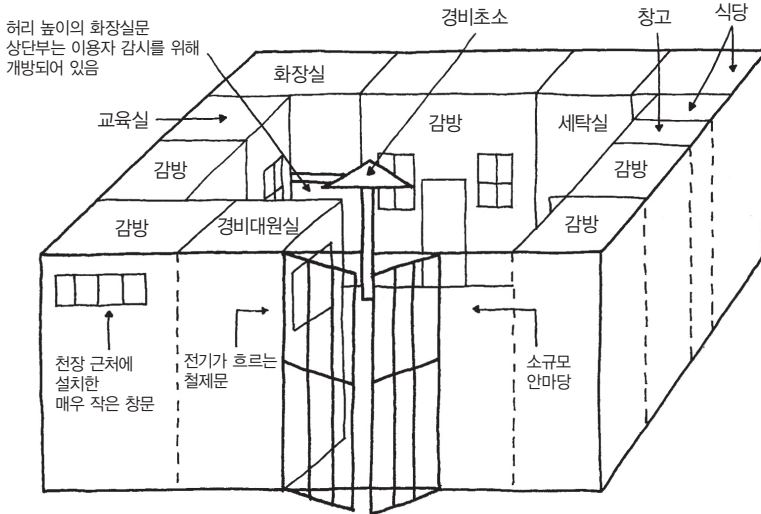 허리 높이의 화장실문
상단부는 이용자 감시를 위해
개방되어 있음
경비초소
창고
식당
화장실
교육실
감방
세탁실
감방
감방
감방
경비대원실
감방
천장 근처에
설치한
매우 작은 창문
전기가 흐르는
철제문
소규모
안마당